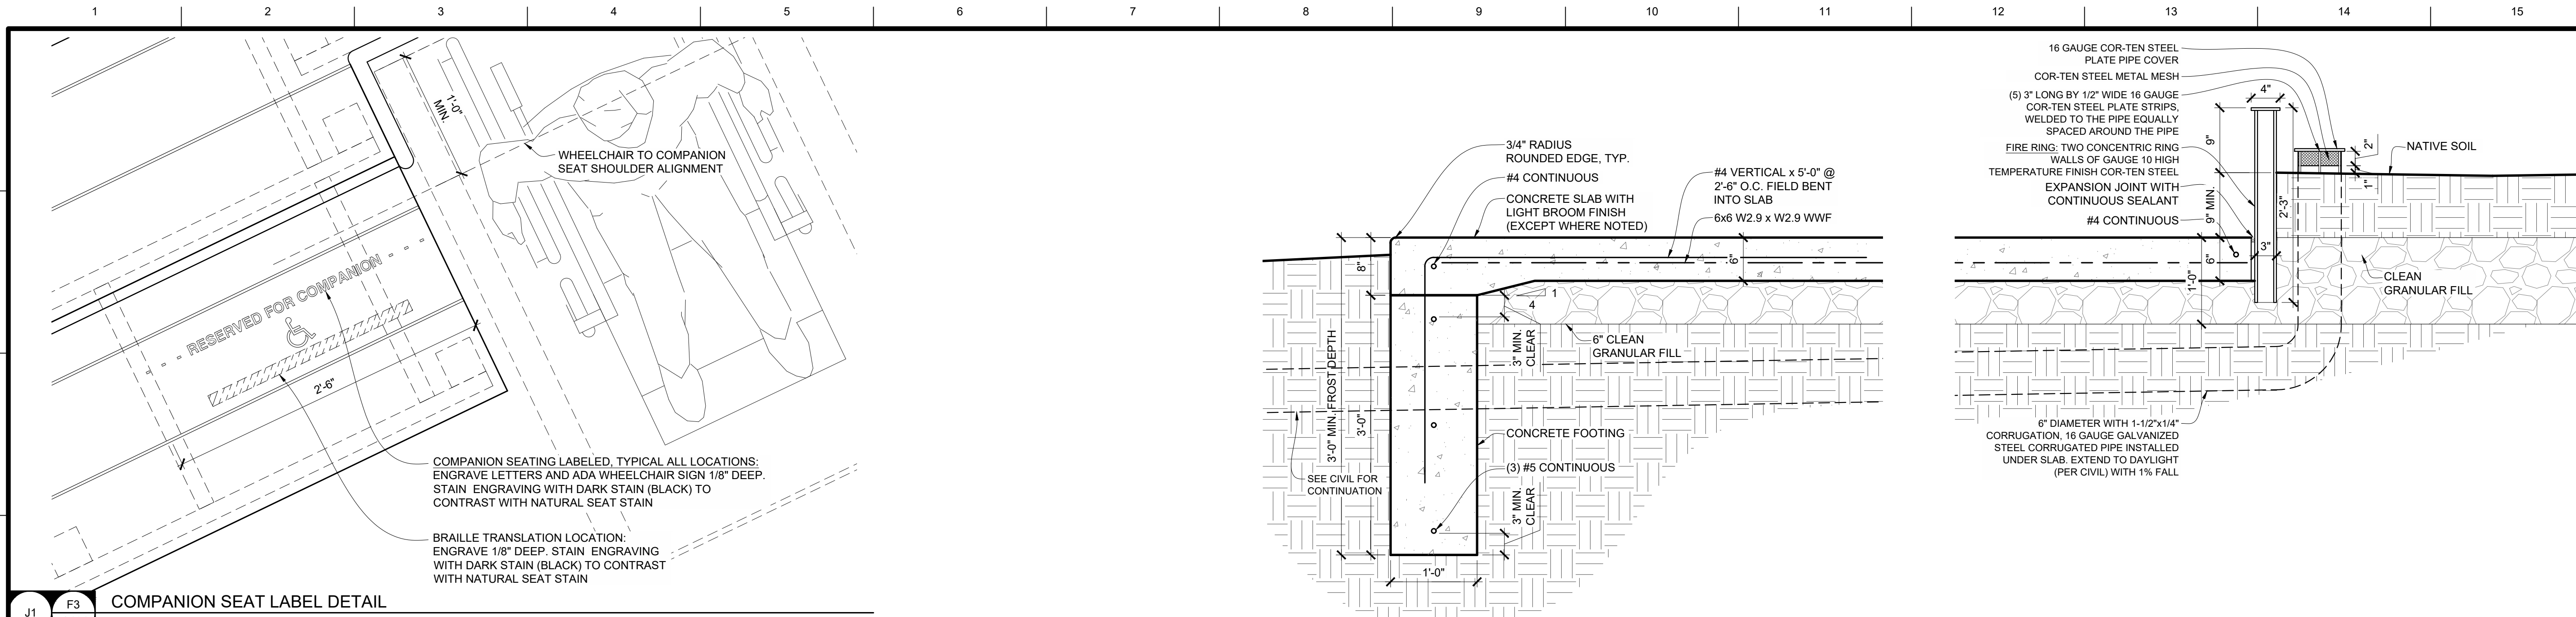 1 2 3 4 5 6 7 8 9 10 11 12 13 14 15
1'-0"
MIN.
WHEELCHAIR TO COMPANION
SEAT SHOULDER ALIGNMENT
- - RESERVED FOR COMPANION - -
2'-6"
COMPANION SEATING LABELED, TYPICAL ALL LOCATIONS:
ENGRAVE LETTERS AND ADA WHEELCHAIR SIGN 1/8" DEEP.
STAIN ENGRAVING WITH DARK STAIN (BLACK) TO
CONTRAST WITH NATURAL SEAT STAIN
BRAILLE TRANSLATION LOCATION:
ENGRAVE 1/8" DEEP. STAIN ENGRAVING
WITH DARK STAIN (BLACK) TO CONTRAST
WITH NATURAL SEAT STAIN
J1
F3
COMPANION SEAT LABEL DETAIL
3/4" RADIUS
ROUNDED EDGE, TYP.
#4 CONTINUOUS
CONCRETE SLAB WITH
LIGHT BROOM FINISH
(EXCEPT WHERE NOTED)
#4 VERTICAL x 5'-0" @
2'-6" O.C. FIELD BENT
INTO SLAB
6x6 W2.9 x W2.9 WWF
8"
6"
1
4
3'-0" MIN. FROST DEPTH
3'-0"
3" MIN.
CLEAR
6" CLEAN
GRANULAR FILL
CONCRETE FOOTING
(3) #5 CONTINUOUS
SEE CIVIL FOR
CONTINUATION
3" MIN.
CLEAR
1'-0"
16 GAUGE COR-TEN STEEL
PLATE PIPE COVER
COR-TEN STEEL METAL MESH
(5) 3" LONG BY 1/2" WIDE 16 GAUGE
COR-TEN STEEL PLATE STRIPS,
WELDED TO THE PIPE EQUALLY
SPACED AROUND THE PIPE
FIRE RING: TWO CONCENTRIC RING
WALLS OF GAUGE 10 HIGH
TEMPERATURE FINISH COR-TEN STEEL
EXPANSION JOINT WITH
CONTINUOUS SEALANT
#4 CONTINUOUS
4"
9"
9" MIN.
2'-3"
2"
1"
NATIVE SOIL
3"
6"
1'-0"
CLEAN
GRANULAR FILL
6" DIAMETER WITH 1-1/2"x1/4"
CORRUGATION, 16 GAUGE GALVANIZED
STEEL CORRUGATED PIPE INSTALLED
UNDER SLAB. EXTEND TO DAYLIGHT
(PER CIVIL) WITH 1% FALL